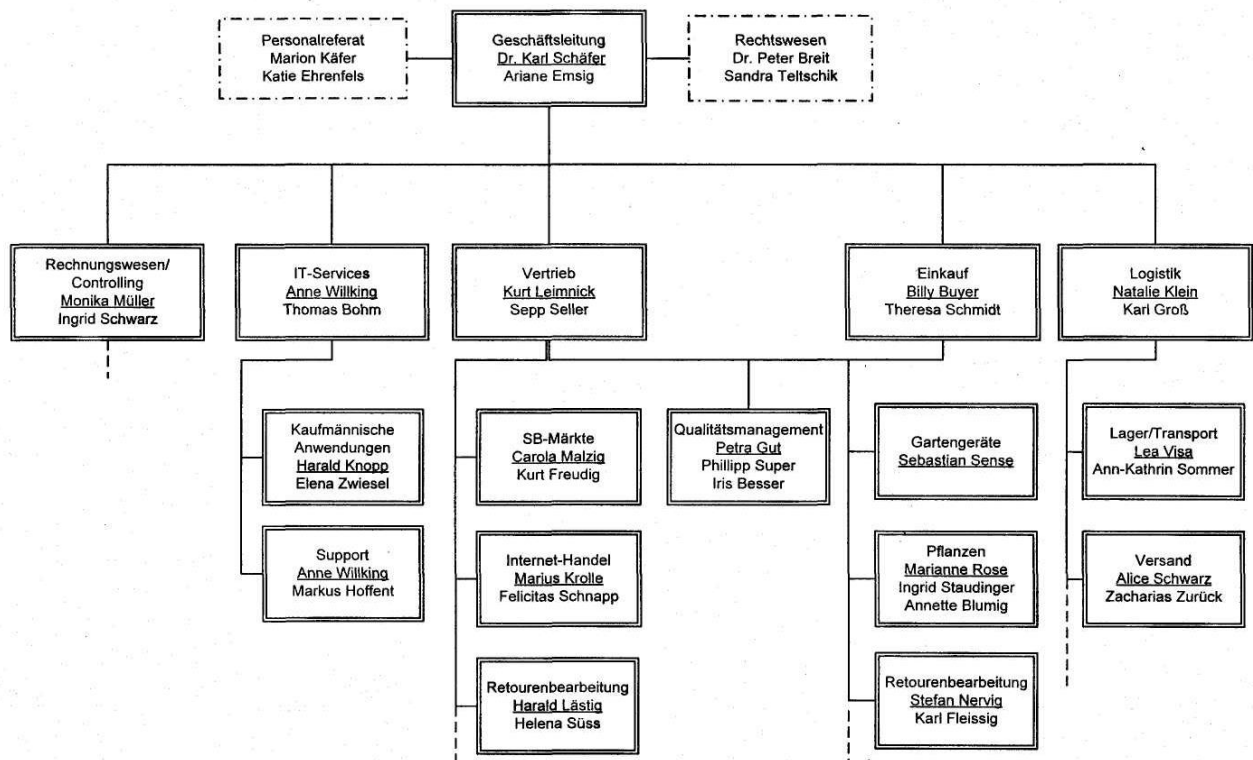 Personalreferat
Marion Käfer
Katie Ehrenfels
Geschäftsleitung
Dr. Karl Schäfer
Ariane Emsig
Rechtswesen
Dr. Peter Breit
Sandra Teltschik
Rechnungswesen/
Controlling
Monika Müller
Ingrid Schwarz
IT-Services
Anne Willking
Thomas Bohm
Vertrieb
Kurt Leimnick
Sepp Seller
Einkauf
Billy Buyer
Theresa Schmidt
Logistik
Natalie Klein
Karl Groß
Kaufmännische
Anwendungen
Harald Knopp
Elena Zwiesel
SB-Märkte
Carola Malzig
Kurt Freudig
Qualitätsmanagement
Petra Gut
Phillipp Super
Iris Besser
Gartengeräte
Sebastian Sense
Lager/Transport
Lea Visa
Ann-Kathrin Sommer
Support
Anne Willking
Markus Hoffent
Internet-Handel
Marius Krolle
Felicitas Schnapp
Pflanzen
Marianne Rose
Ingrid Staudinger
Annette Blumig
Versand
Alice Schwarz
Zacharias Zurück
Retourenbearbeitung
Harald Lästig
Helena Süss
Retourenbearbeitung
Stefan Nervig
Karl Fleissig